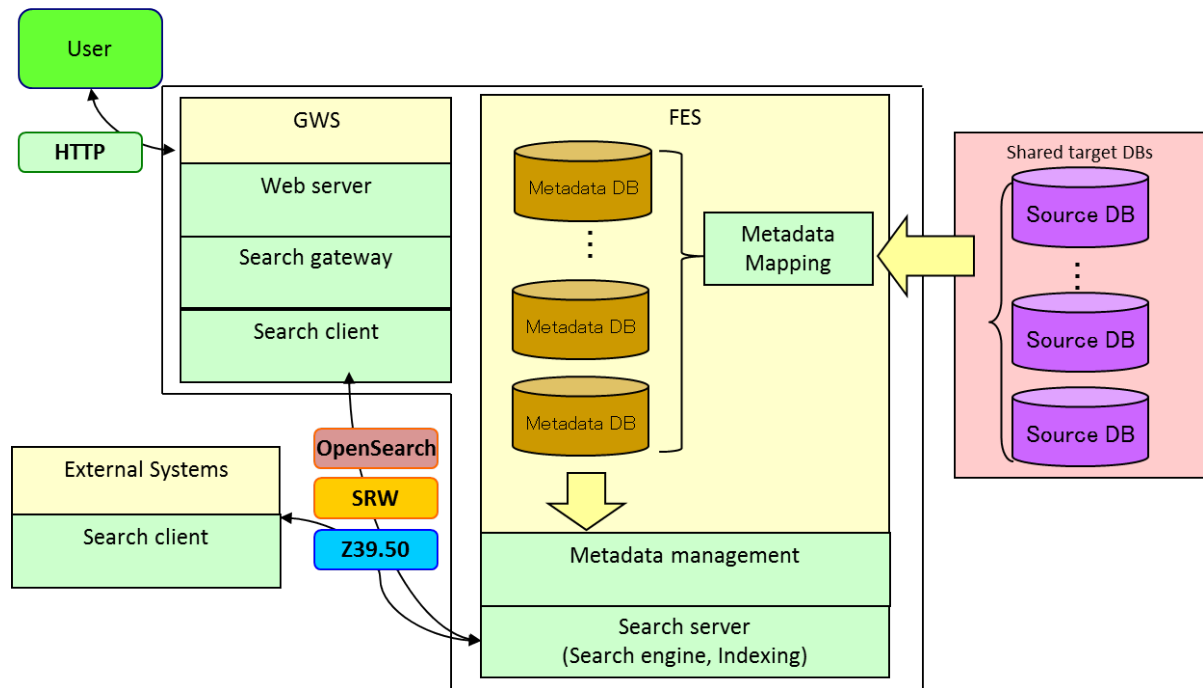 User
HTTP
GWS
Web server
Search gateway
Search client
FES
Metadata DB
⋮
Metadata DB
Metadata DB
Metadata
Mapping
Shared target DBs
Source DB
⋮
Source DB
Source DB
OpenSearch
SRW
Z39.50
External Systems
Search client
Metadata management
Search server
(Search engine, Indexing)